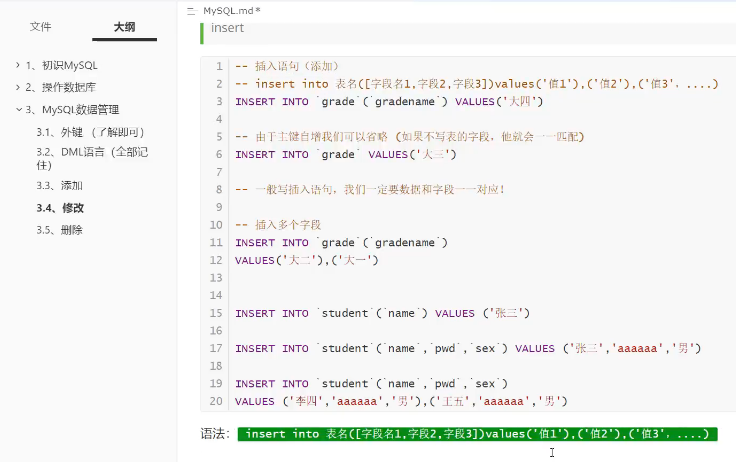 文件
大纲
1、初识MySQL
2、操作数据库
3、MySQL数据管理
3.1、外键 （了解即可）
3.2、DML语言（全部记
住）
3.3、添加
3.4、修改
3.5、删除
MySQL.md*
insert
1 -- 插入语句（添加）
2 -- insert into 表名([字段名1,字段2,字段3])values('值1'),('值2'),('值3', ....)
3 INSERT INTO `grade`(`gradename`) VALUES('大四')
4
5 -- 由于主键自增我们可以省略 (如果不写表的字段，他就会一一匹配)
6 INSERT INTO `grade` VALUES('大三')
7
8 -- 一般写插入语句，我们一定要数据和字段一一对应！
9
10 -- 插入多个字段
11 INSERT INTO `grade`(`gradename`)
12 VALUES('大二'),('大一')
13
14
15 INSERT INTO `student`(`name`) VALUES ('张三')
16
17 INSERT INTO `student`(`name`,`pwd`,`sex`) VALUES ('张三','aaaaaa','男')
18
19 INSERT INTO `student`(`name`,`pwd`,`sex`)
20 VALUES ('李四','aaaaaa','男'),('王五','aaaaaa','男')
语法： insert into 表名([字段名1,字段2,字段3])values('值1'),('值2'),('值3', ....)